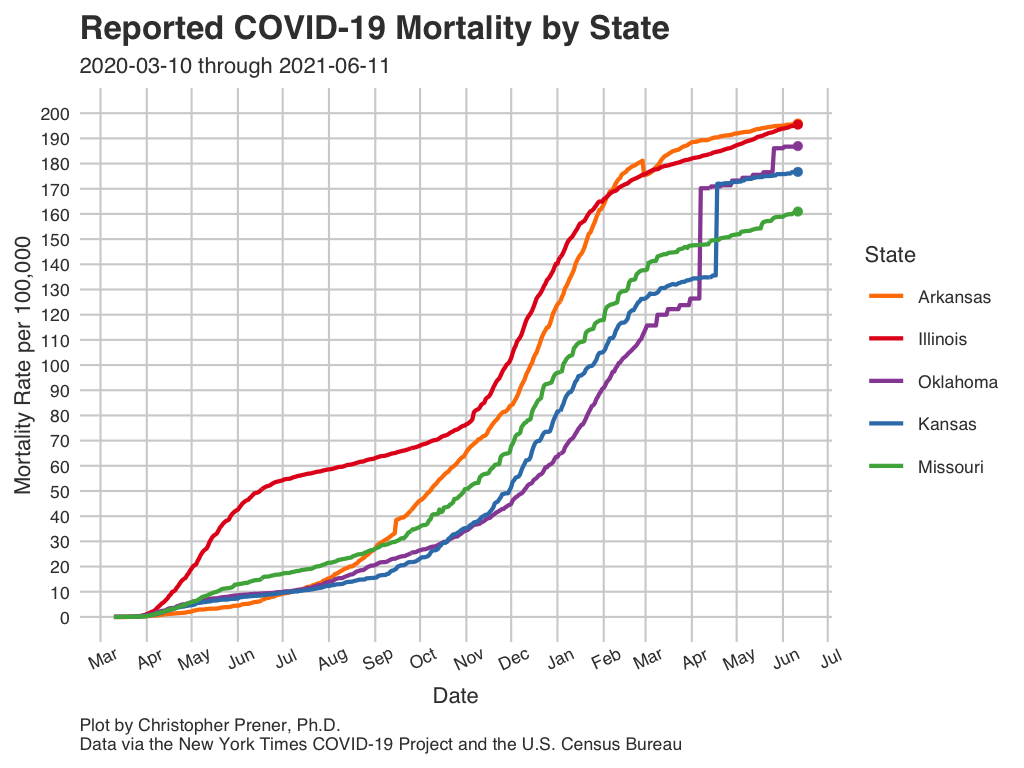 Reported COVID-19 Mortality by State
2020-03-10 through 2021-06-11
Mortality Rate per 100,000
200
190
180
170
160
150
140
130
120
110
100
90
80
70
60
50
40
30
20
10
0
Mar Apr May Jun Jul Aug Sep Oct Nov Dec Jan Feb Mar Apr May Jun Jul
Date
State
Arkansas
Illinois
Oklahoma
Kansas
Missouri
Plot by Christopher Prener, Ph.D.
Data via the New York Times COVID-19 Project and the U.S. Census Bureau